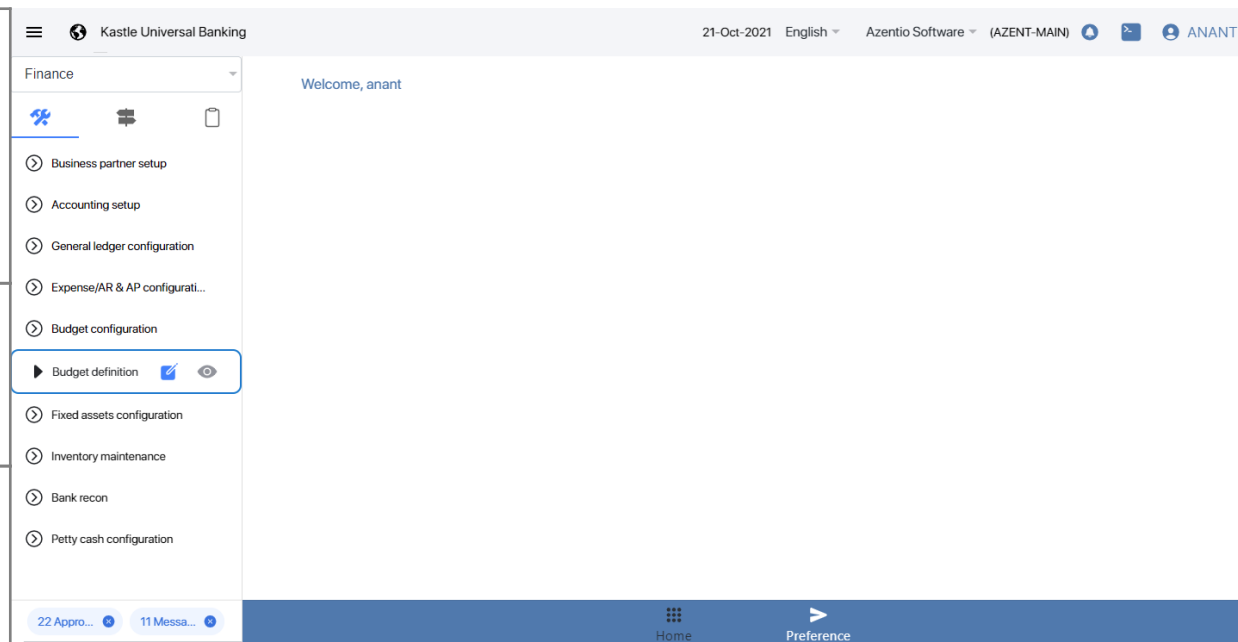 Kastle Universal Banking
21-Oct-2021 English Azentio Software (AZENT-MAIN) ANANT
Finance
Welcome, anant
Business partner setup
Accounting setup
General ledger configuration
Expense/AR & AP configurati...
Budget configuration
Budget definition
Fixed assets configuration
Inventory maintenance
Bank recon
Petty cash configuration
22 Appro... 11 Messa...
Home Preference